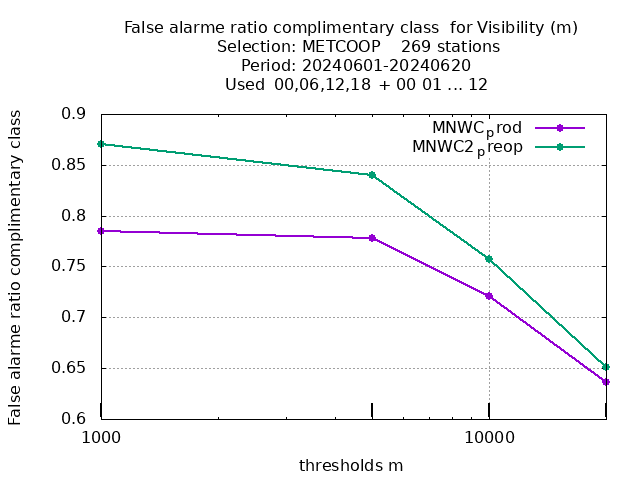 False alarme ratio complimentary class  for Visibility (m)
Selection: METCOOP    269 stations
Period: 20240601-20240620
Used  00,06,12,18 + 00 01 ... 12
False alarme ratio complimentary class
0.9
0.85
0.8
0.75
0.7
0.65
0.6
MNWCprod
MNWC2preop
1000
10000
thresholds m